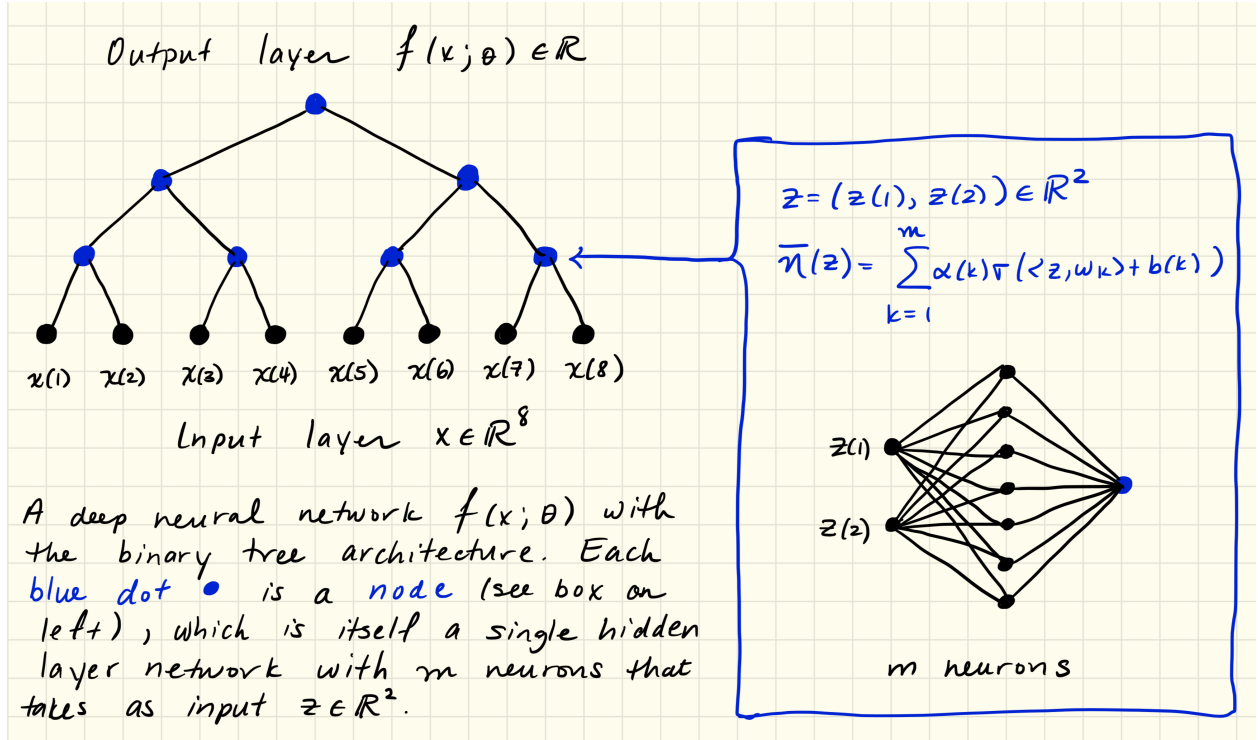 Output layer f(x; θ) ∈ ℝ
x(1) x(2) x(3) x(4) x(5) x(6) x(7) x(8)
Input layer x ∈ ℝ⁸
A deep neural network f(x; θ) with
the binary tree architecture. Each
blue dot • is a node (see box on
left), which is itself a single hidden
layer network with m neurons that
takes as input z ∈ ℝ².
z = (z(1), z(2)) ∈ ℝ²
η̅(z) = ∑_{k=1}^{m} α(k)σ(<z, w_k> + b(k))
z(1)
z(2)
m neurons